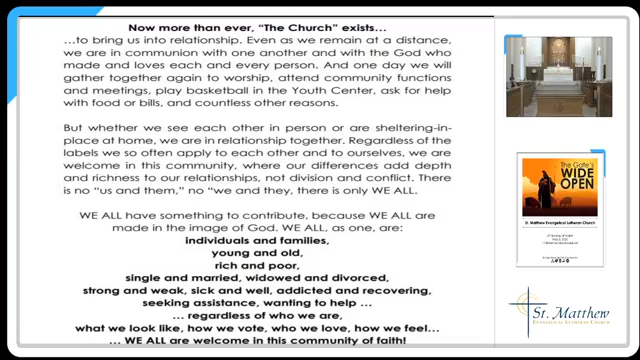 Now more than ever, "The Church" exists…
…to bring us into relationship. Even as we remain at a distance,
we are in communion with one another and with the God who
made and loves each and every person. And one day we will
gather together again to worship, attend community functions
and meetings, play basketball in the Youth Center, ask for help
with food or bills, and countless other reasons.
But whether we see each other in person or are sheltering-in-
place at home, we are in relationship together. Regardless of the
labels we so often apply to each other and to ourselves, we are
welcome in this community, where our differences add depth
and richness to our relationships, not division and conflict. There
is no "us and them," no "we and they, there is only WE ALL.
WE ALL have something to contribute, because WE ALL are
made in the image of God. WE ALL, as one, are:
individuals and families,
young and old,
rich and poor,
single and married, widowed and divorced,
strong and weak, sick and well, addicted and recovering,
seeking assistance, wanting to help …
… regardless of who we are,
what we look like, how we vote, who we love, how we feel…
… WE ALL are welcome in this community of faith!
The Gate's
WIDE
OPEN
St. Matthew Evangelical Lutheran Church
St. Matthew
EVANGELICAL LUTHERAN CHURCH